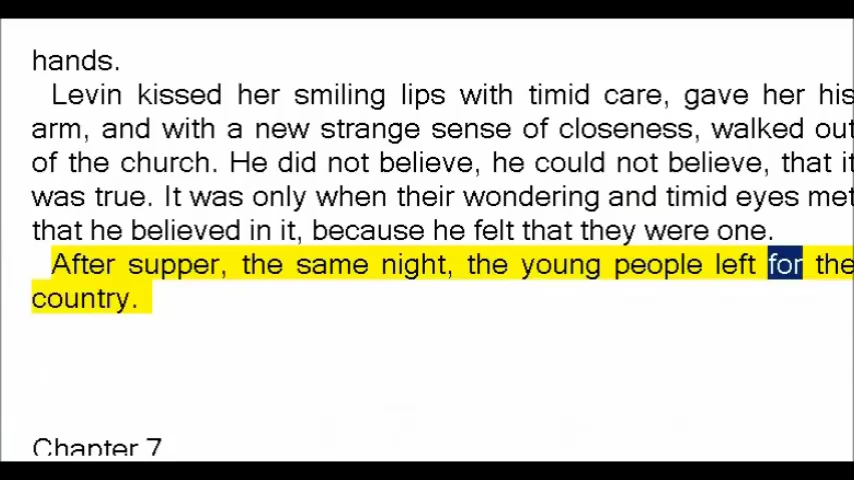 hands.
Levin kissed her smiling lips with timid care, gave her his
arm, and with a new strange sense of closeness, walked out
of the church. He did not believe, he could not believe, that it
was true. It was only when their wondering and timid eyes met
that he believed in it, because he felt that they were one.
After supper, the same night, the young people left for the
country.
Chapter 7